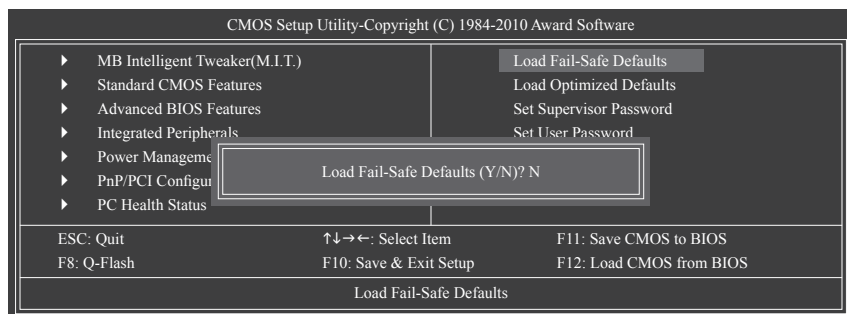 CMOS Setup Utility-Copyright (C) 1984-2010 Award Software
MB Intelligent Tweaker(M.I.T.)
Standard CMOS Features
Advanced BIOS Features
Integrated Peripherals
Power Manageme
PnP/PCI Configur
PC Health Status
Load Fail-Safe Defaults
Load Optimized Defaults
Set Supervisor Password
Set User Password
Load Fail-Safe Defaults (Y/N)? N
ESC: Quit ↑↓→←: Select Item F11: Save CMOS to BIOS
F8: Q-Flash F10: Save & Exit Setup F12: Load CMOS from BIOS
Load Fail-Safe Defaults